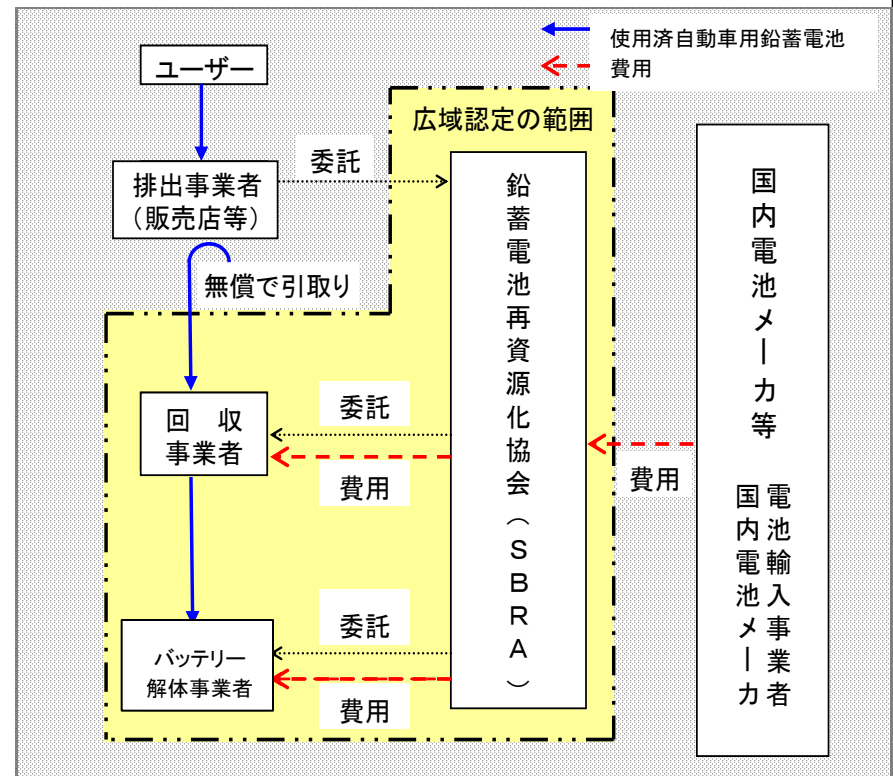 使用済自動車用鉛蓄電池
費用
ユーザー
広域認定の範囲
委託
排出事業者
（販売店等）
無償で引取り
回　収
事業者
委託
費用
バッテリー
解体事業者
委託
費用
鉛蓄電池再資源化協会（ＳＢＲＡ）
費用
国内電池メーカ等
電池輸入事業者
国内電池メーカ